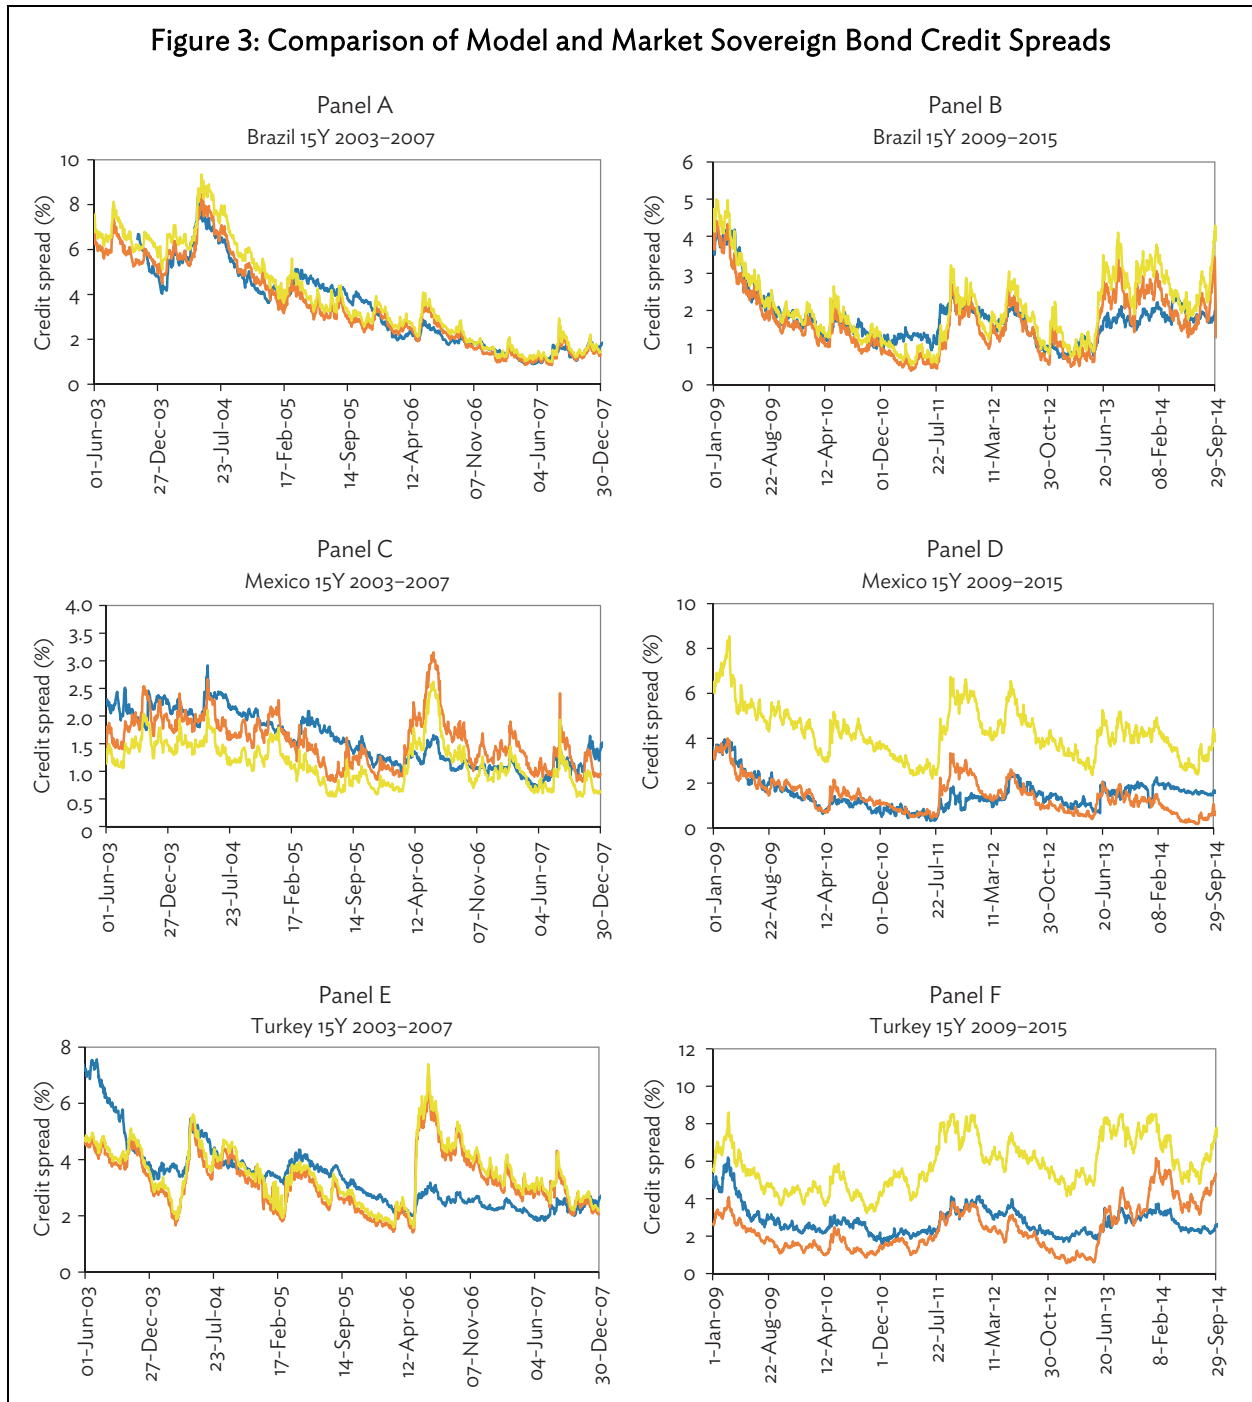 Figure 3: Comparison of Model and Market Sovereign Bond Credit Spreads
Panel A
Brazil 15Y 2003–2007
Credit spread (%)
10
8
6
4
2
0
01-Jun-03
27-Dec-03
23-Jul-04
17-Feb-05
14-Sep-05
12-Apr-06
07-Nov-06
04-Jun-07
30-Dec-07
Panel B
Brazil 15Y 2009–2015
Credit spread (%)
6
5
4
3
2
1
0
01-Jan-09
22-Aug-09
12-Apr-10
01-Dec-10
22-Jul-11
11-Mar-12
30-Oct-12
20-Jun-13
08-Feb-14
29-Sep-14
Panel C
Mexico 15Y 2003–2007
Credit spread (%)
4.0
3.5
3.0
2.5
2.0
1.5
1.0
0.5
0
01-Jun-03
27-Dec-03
23-Jul-04
17-Feb-05
14-Sep-05
12-Apr-06
07-Nov-06
04-Jun-07
30-Dec-07
Panel D
Mexico 15Y 2009–2015
Credit spread (%)
10
8
6
4
2
0
01-Jan-09
22-Aug-09
12-Apr-10
01-Dec-10
22-Jul-11
11-Mar-12
30-Oct-12
20-Jun-13
08-Feb-14
29-Sep-14
Panel E
Turkey 15Y 2003–2007
Credit spread (%)
8
6
4
2
0
01-Jun-03
27-Dec-03
23-Jul-04
17-Feb-05
14-Sep-05
12-Apr-06
07-Nov-06
04-Jun-07
30-Dec-07
Panel F
Turkey 15Y 2009–2015
Credit spread (%)
12
10
8
6
4
2
0
1-Jan-09
22-Aug-09
12-Apr-10
1-Dec-10
22-Jul-11
11-Mar-12
30-Oct-12
20-Jun-13
8-Feb-14
29-Sep-14